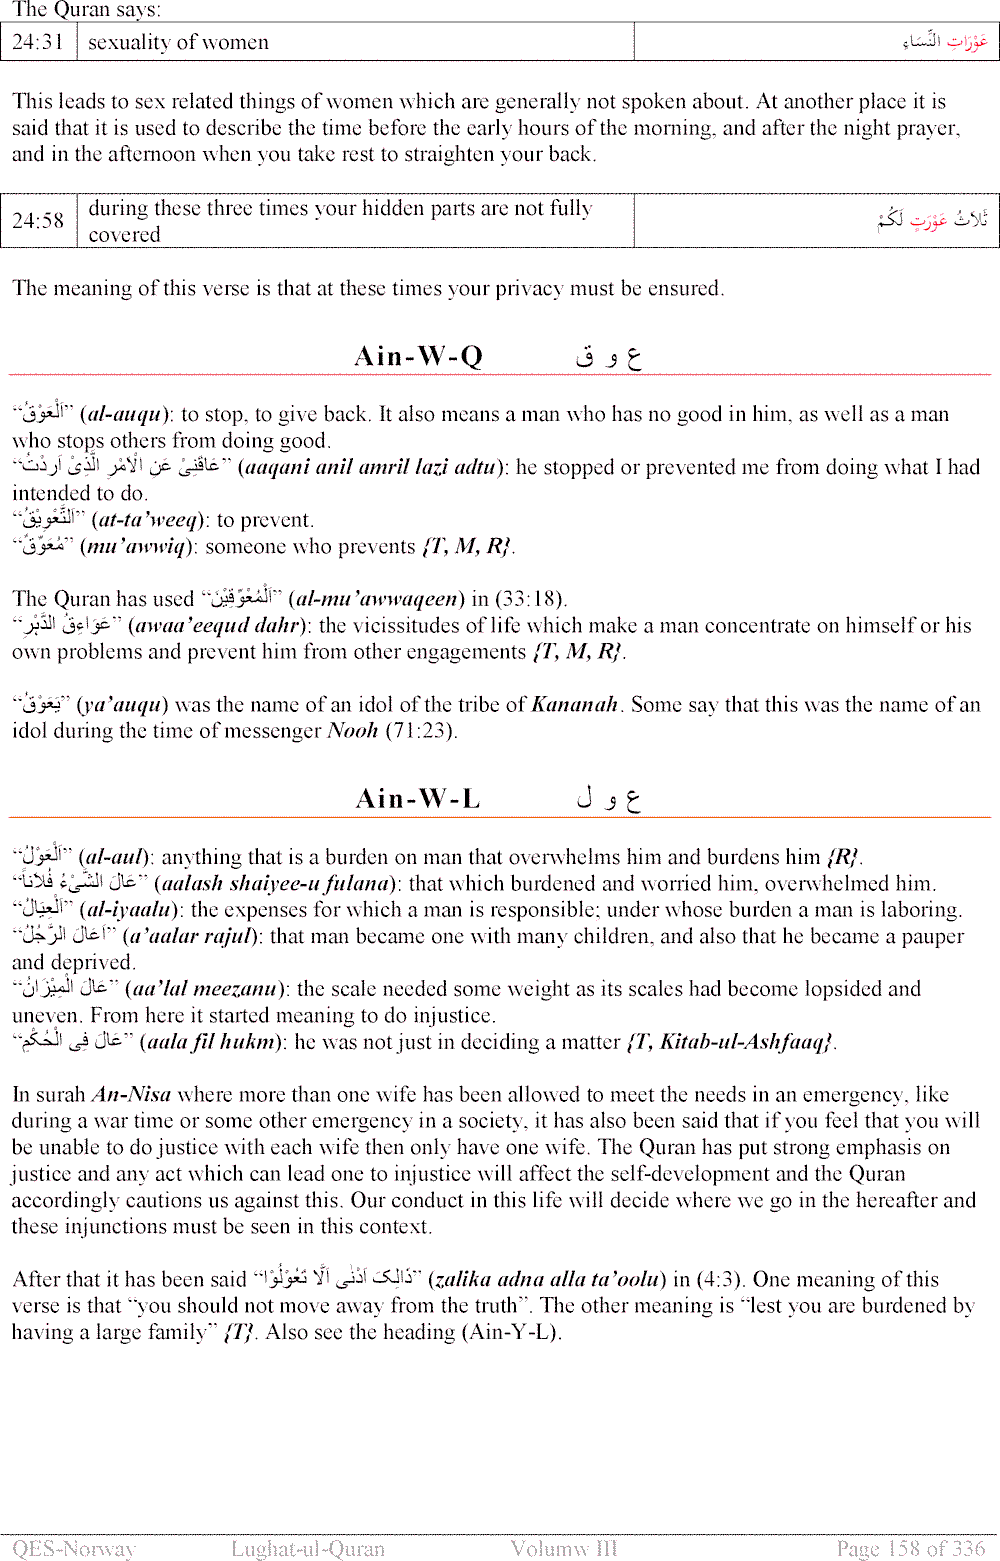 The Quran says:
24:31 sexuality of women عَوْرَاتِ النِّسَاءِ
This leads to sex related things of women which are generally not spoken about. At another place it is
said that it is used to describe the time before the early hours of the morning, and after the night prayer,
and in the afternoon when you take rest to straighten your back.
24:58 during these three times your hidden parts are not fully
covered ثَلاَثُ عَوْرَتٍ لَكُمْ
The meaning of this verse is that at these times your privacy must be ensured.
Ain-W-Q ع و ق
“اَلْعَوْقُ” (al-auqu): to stop, to give back. It also means a man who has no good in him, as well as a man
who stops others from doing good.
“عَاقَنِیْ عَنِ الْاَمْرِ الَّذِیْ اَرِدْتُ” (aaqani anil amril lazi adtu): he stopped or prevented me from doing what I had
intended to do.
“اَلتَّعْوِيْقُ” (at-ta’weeq): to prevent.
“مُعَوِّقٌ” (mu’awwiq): someone who prevents {T, M, R}.
The Quran has used “اَلْمُعَوِّقِيْنَ” (al-mu’awwaqeen) in (33:18).
“عَوَاءِقُ الدَّہْرِ” (awaa’eequd dahr): the vicissitudes of life which make a man concentrate on himself or his
own problems and prevent him from other engagements {T, M, R}.
“يَعَوْقُ” (ya’auqu) was the name of an idol of the tribe of Kananah. Some say that this was the name of an
idol during the time of messenger Nooh (71:23).
Ain-W-L ع و ل
“اَلْعَوْلُ” (al-aul): anything that is a burden on man that overwhelms him and burdens him {R}.
“عَالَ الشَّیْءُ فُلَاناً” (aalash shaiyee-u fulana): that which burdened and worried him, overwhelmed him.
“اَلْعِيَالُ” (al-iyaalu): the expenses for which a man is responsible; under whose burden a man is laboring.
“اَعَالَ الرَّجُلُ” (a’aalar rajul): that man became one with many children, and also that he became a pauper
and deprived.
“عَالَ الْمِيْزَانُ” (aa’lal meezanu): the scale needed some weight as its scales had become lopsided and
uneven. From here it started meaning to do injustice.
“عَالَ فِی الْحُكْمِ” (aala fil hukm): he was not just in deciding a matter {T, Kitab-ul-Ashfaaq}.
In surah An-Nisa where more than one wife has been allowed to meet the needs in an emergency, like
during a war time or some other emergency in a society, it has also been said that if you feel that you will
be unable to do justice with each wife then only have one wife. The Quran has put strong emphasis on
justice and any act which can lead one to injustice will affect the self-development and the Quran
accordingly cautions us against this. Our conduct in this life will decide where we go in the hereafter and
these injunctions must be seen in this context.
After that it has been said “ذَالِکَ اَدْنٰی اَلَّا تَعُوْلُوْا” (zalika adna alla ta’oolu) in (4:3). One meaning of this
verse is that “you should not move away from the truth”. The other meaning is “lest you are burdened by
having a large family” {T}. Also see the heading (Ain-Y-L).
QES-Norway Lughat-ul-Quran Volumw III Page 158 of 336